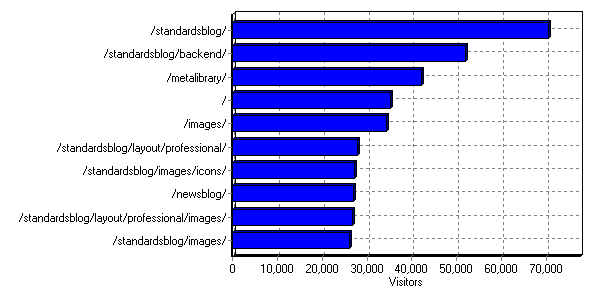 /standardsblog/
/standardsblog/backend/
/metalibrary/
/
/images/
/standardsblog/layout/professional/
/standardsblog/images/icons/
/newsblog/
/standardsblog/layout/professional/images/
/standardsblog/images/
0 10,000 20,000 30,000 40,000 50,000 60,000 70,000
Visitors